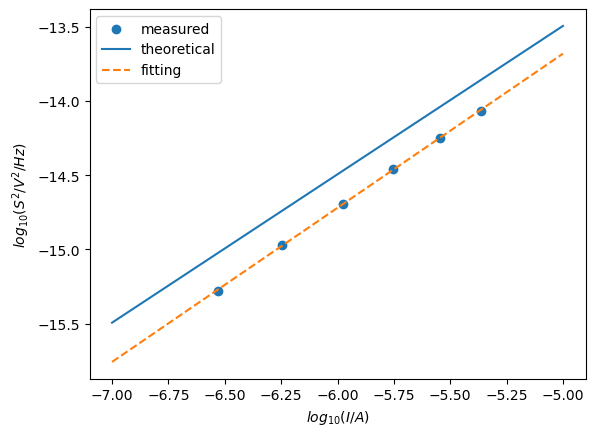 measured
theoretical
fitting
−13.5
−14.0
−14.5
−15.0
−15.5
log₁₀(S²/V²/Hz)
−7.00 −6.75 −6.50 −6.25 −6.00 −5.75 −5.50 −5.25 −5.00
log₁₀(I/A)